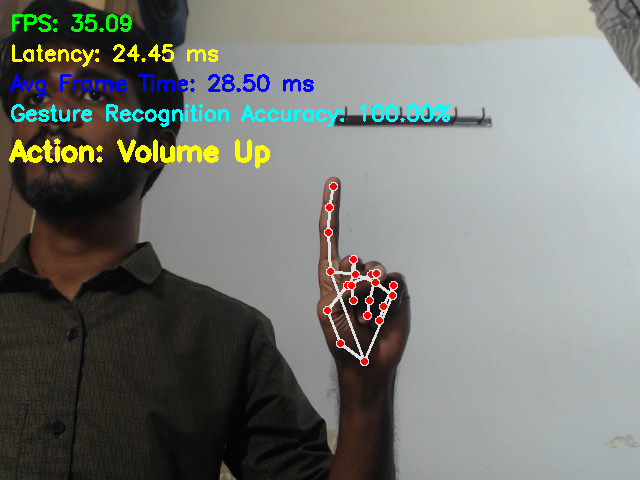 FPS: 35.09
Latency: 24.45 ms
Avg Frame Time: 28.50 ms
Gesture Recognition Accuracy: 100.00%
Action: Volume Up